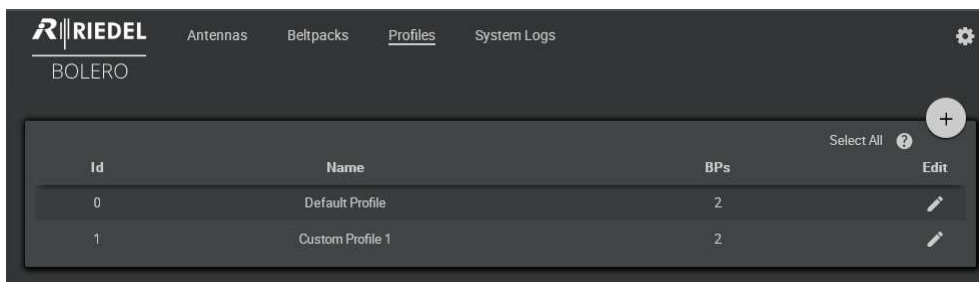 RIEDEL Antennas Beltpacks Profiles System Logs
BOLERO
+
Select All ?
Id Name BPs Edit
0 Default Profile 2
1 Custom Profile 1 2